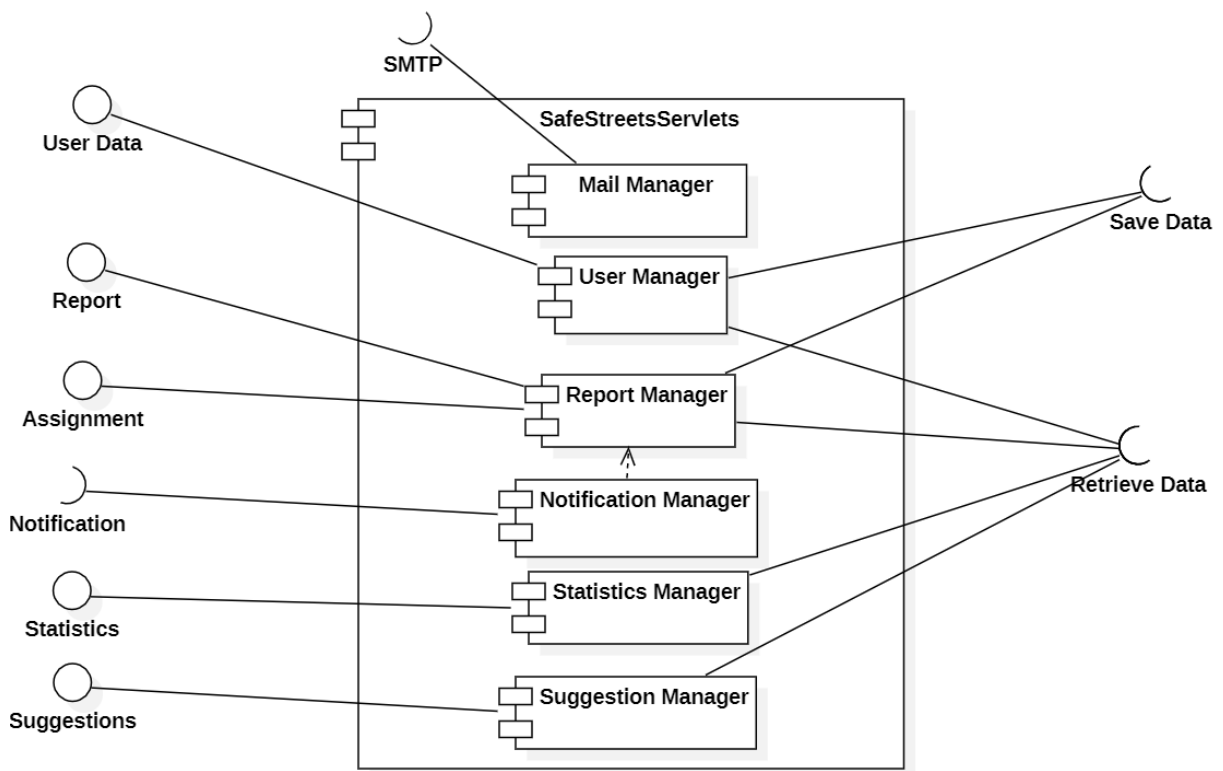 SMTP
SafeStreetsServlets
User Data
Mail Manager
Save Data
User Manager
Report
Report Manager
Assignment
Retrieve Data
Notification Manager
Notification
Statistics Manager
Statistics
Suggestion Manager
Suggestions